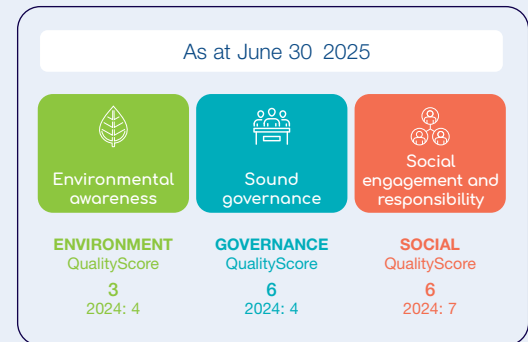 As at June 30 2025
Environmental
awareness
Sound
governance
Social
engagement and
responsibility
ENVIRONMENT
QualityScore
3
2024: 4
GOVERNANCE
QualityScore
6
2024: 4
SOCIAL
QualityScore
6
2024: 7